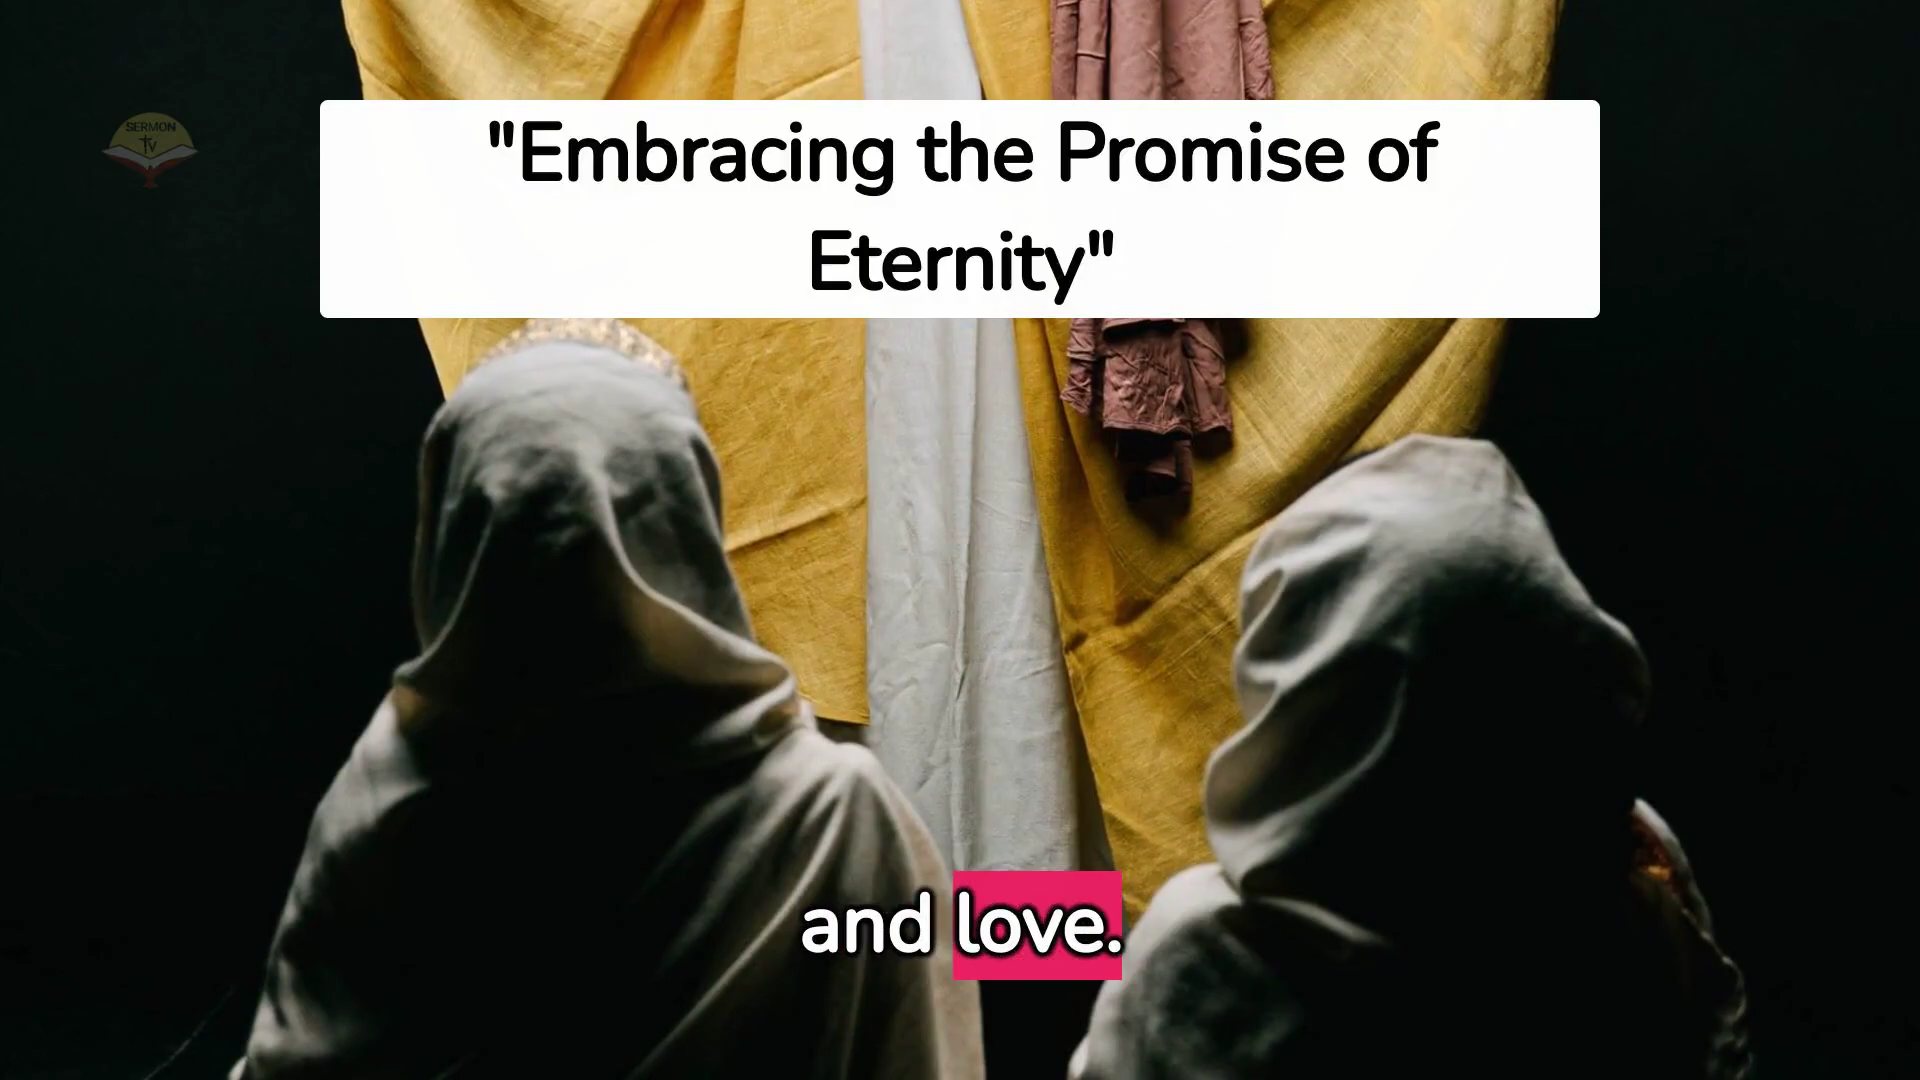 SERMON
TV
"Embracing the Promise of
Eternity"
and love.